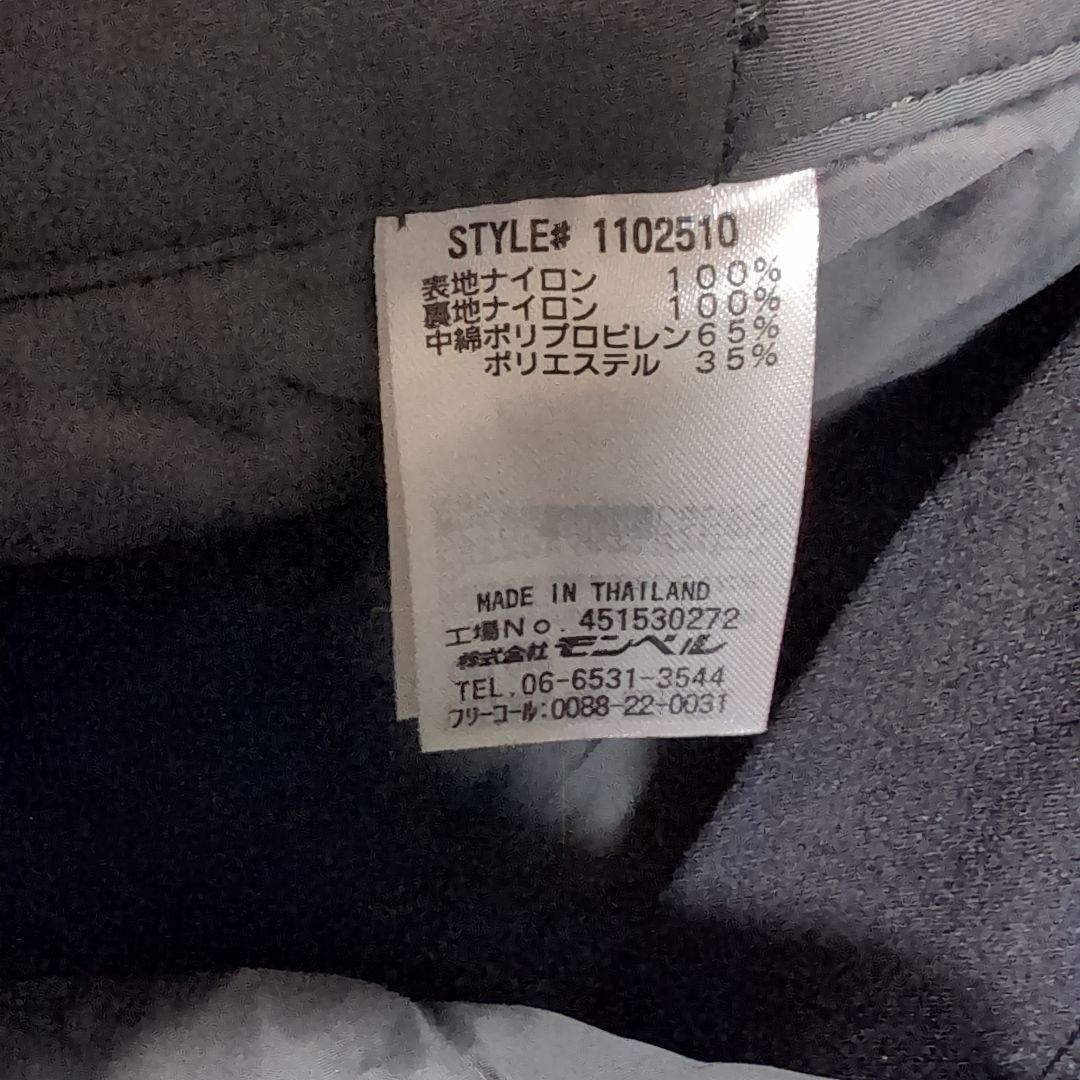 STYLE# 1102510
表地ナイロン 100%
裏地ナイロン 100%
中綿ポリプロピレン65%
ポリエステル 35%
MADE IN THAILAND
工場No. 451530272
株式会社 モンベル
TEL.06-6531-3544
フリーコール:0088-22-0031